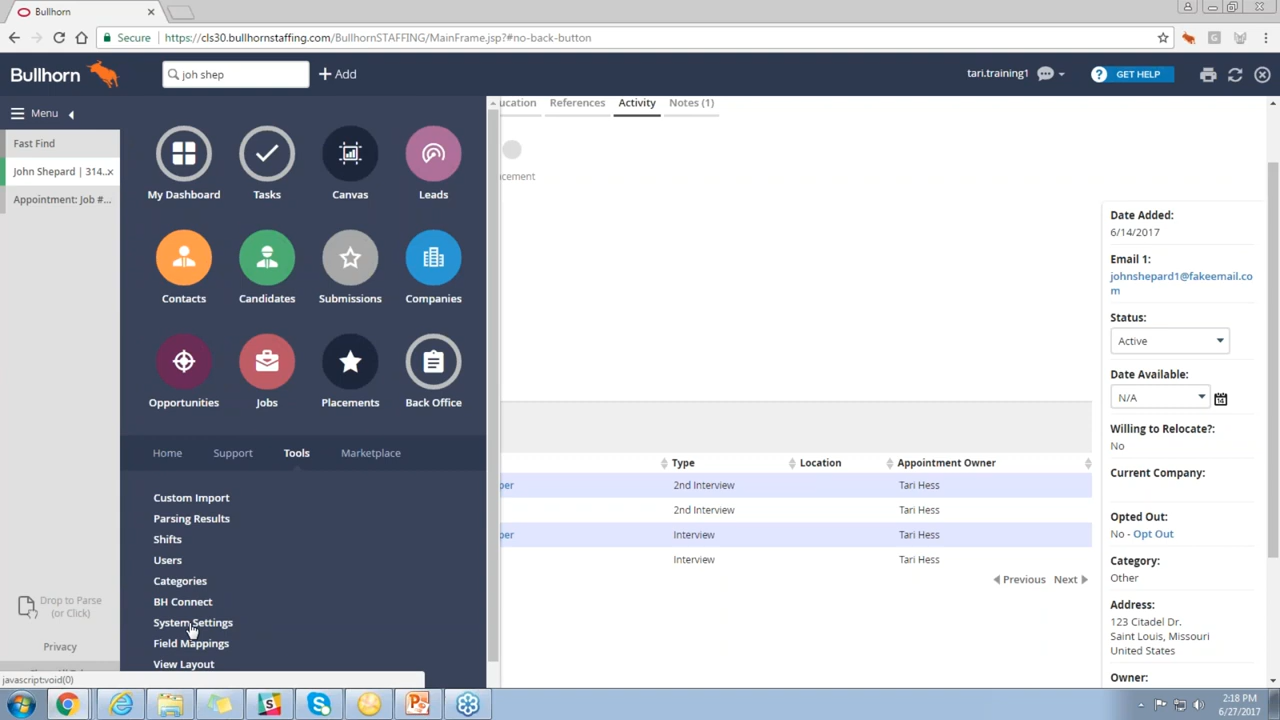 Bullhorn
Secure https://cls30.bullhornstaffing.com/BullhornSTAFFING/MainFrame.jsp?#no-back-button
Bullhorn
joh shep
Add
tari.training1
? GET HELP
Menu
Fast Find
John Shepard | 314..×
Appointment: Job #...
Drop to Parse
(or Click)
Privacy
My Dashboard
Tasks
Canvas
Leads
Contacts
Candidates
Submissions
Companies
Opportunities
Jobs
Placements
Back Office
Home Support Tools Marketplace
Custom Import
Parsing Results
Shifts
Users
Categories
BH Connect
System Settings
Field Mappings
View Layout
javascript:void(0)
ucation References Activity Notes (1)
cement
Type Location Appointment Owner
per 2nd Interview Tari Hess
2nd Interview Tari Hess
per Interview Tari Hess
Interview Tari Hess
Previous Next
Date Added:
6/14/2017
Email 1:
johnshepard1@fakeemail.co
m
Status:
Active
Date Available:
N/A
Willing to Relocate?:
No
Current Company:
Opted Out:
No - Opt Out
Category:
Other
Address:
123 Citadel Dr.
Saint Louis, Missouri
United States
Owner:
2:18 PM
6/27/2017